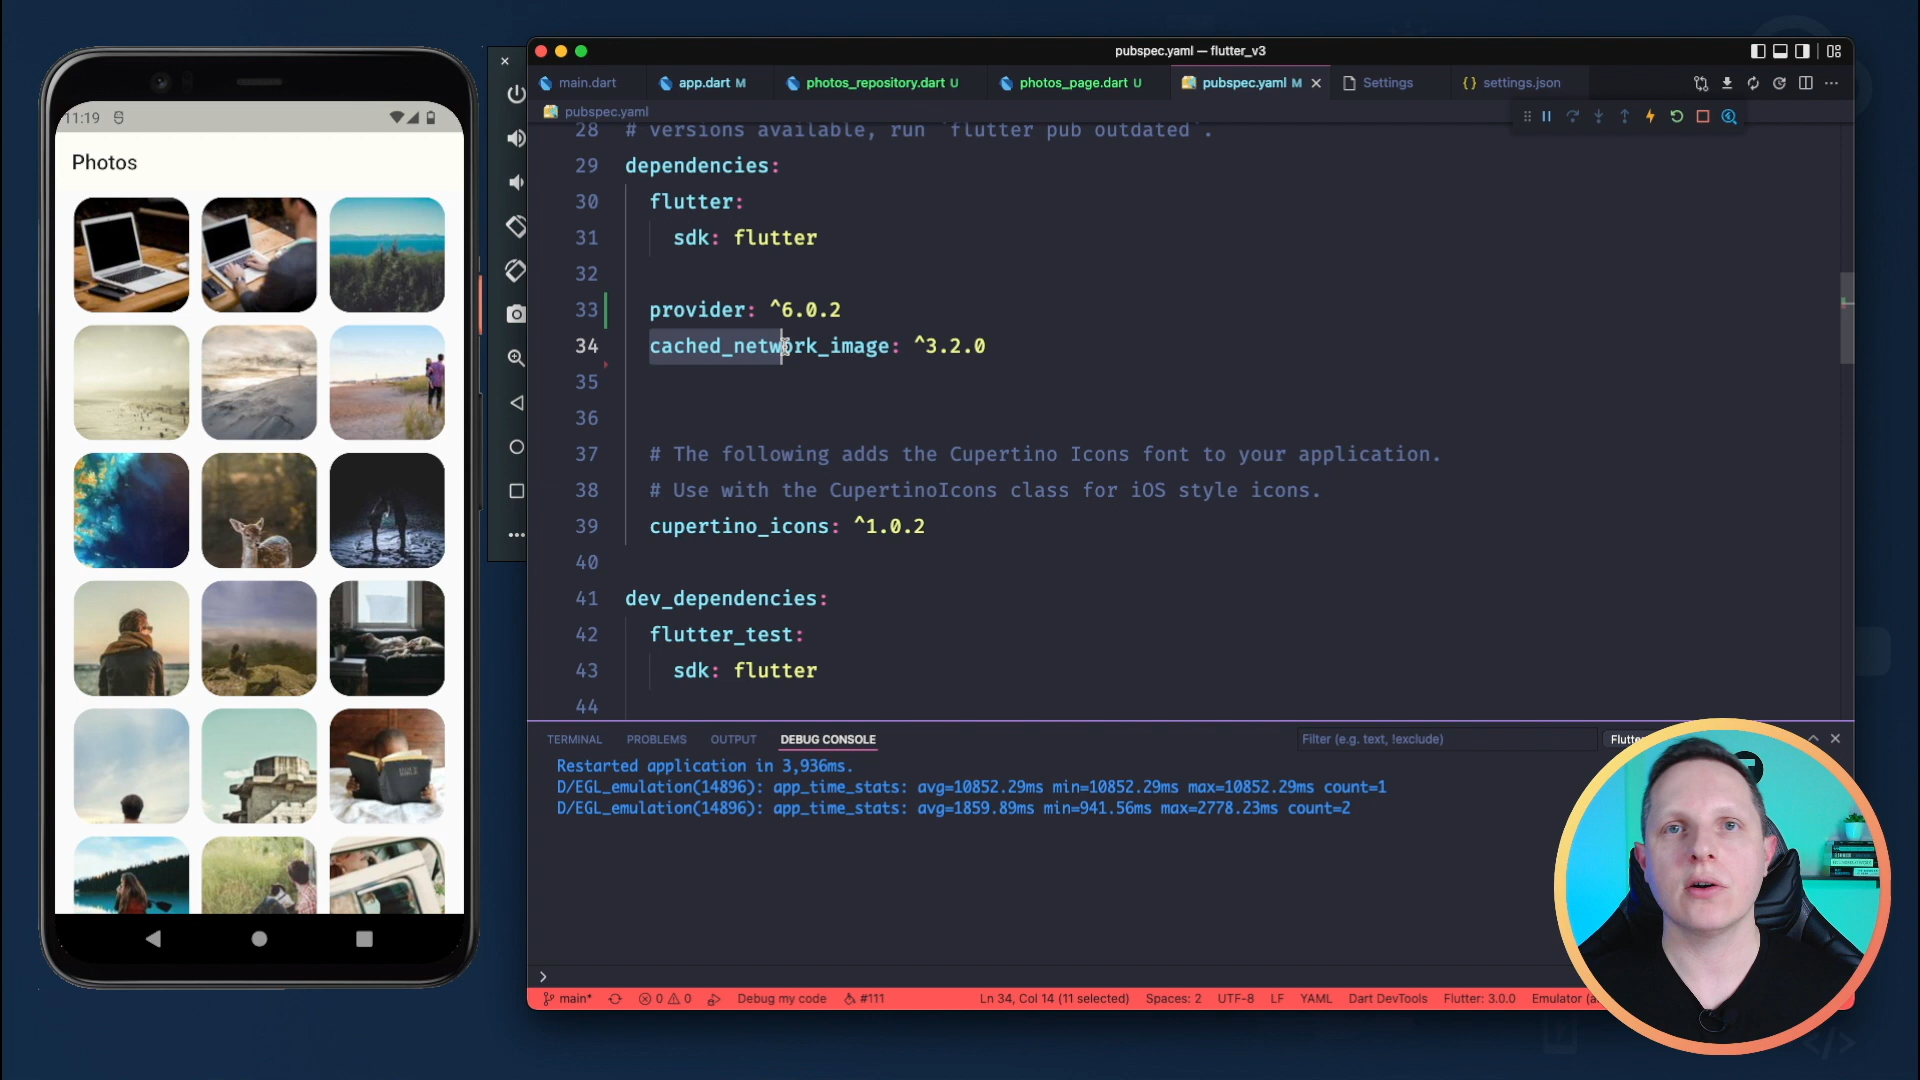 11:19
Photos
pubspec.yaml — flutter_v3
main.dart
app.dart M
photos_repository.dart U
photos_page.dart U
pubspec.yaml M
Settings
settings.json
pubspec.yaml
28 # versions available, run `flutter pub outdated`.
29 dependencies:
30 flutter:
31 sdk: flutter
32
33 provider: ^6.0.2
34 cached_network_image: ^3.2.0
35
36
37 # The following adds the Cupertino Icons font to your application.
38 # Use with the CupertinoIcons class for iOS style icons.
39 cupertino_icons: ^1.0.2
40
41 dev_dependencies:
42 flutter_test:
43 sdk: flutter
44
TERMINAL PROBLEMS OUTPUT DEBUG CONSOLE Filter (e.g. text, !exclude)
Restarted application in 3,936ms.
D/EGL_emulation(14896): app_time_stats: avg=10852.29ms min=10852.29ms max=10852.29ms count=1
D/EGL_emulation(14896): app_time_stats: avg=1859.89ms min=941.56ms max=2778.23ms count=2
main* 0 0 Debug my code #111 Ln 34, Col 14 (11 selected) Spaces: 2 UTF-8 LF YAML Dart DevTools Flutter: 3.0.0 Emulator